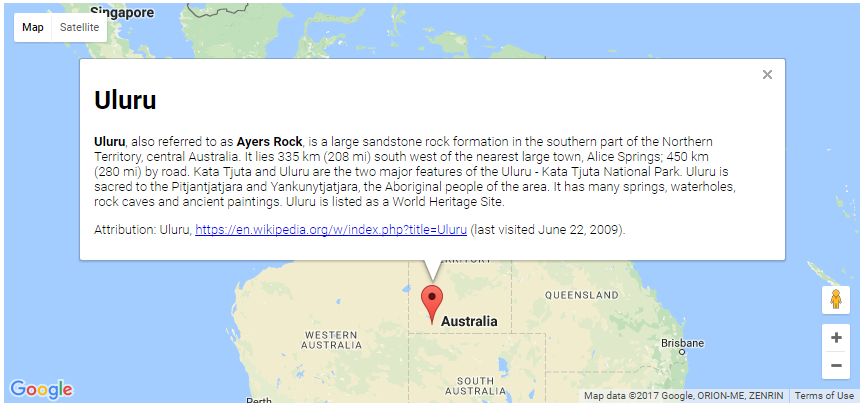 Singapore
Map Satellite
Uluru
Uluru, also referred to as Ayers Rock, is a large sandstone rock formation in the southern part of the Northern
Territory, central Australia. It lies 335 km (208 mi) south west of the nearest large town, Alice Springs; 450 km
(280 mi) by road. Kata Tjuta and Uluru are the two major features of the Uluru - Kata Tjuta National Park. Uluru is
sacred to the Pitjantjatjara and Yankunytjatjara, the Aboriginal people of the area. It has many springs, waterholes,
rock caves and ancient paintings. Uluru is listed as a World Heritage Site.
Attribution: Uluru, https://en.wikipedia.org/w/index.php?title=Uluru (last visited June 22, 2009).
TERRITORY
QUEENSLAND
Australia
WESTERN
AUSTRALIA
Brisbane
SOUTH
AUSTRALIA
Google
Perth
Map data ©2017 Google, ORION-ME, ZENRIN
Terms of Use